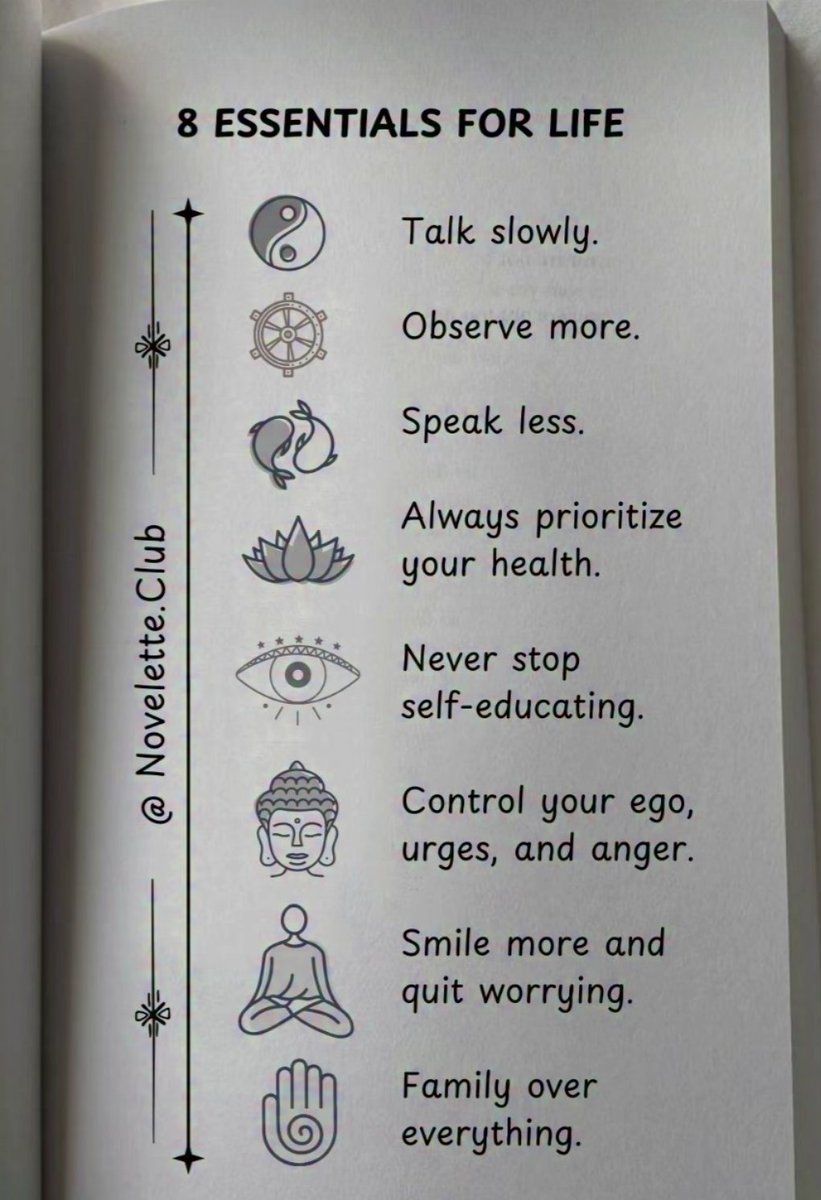 8 ESSENTIALS FOR LIFE
Talk slowly.
Observe more.
Speak less.
Always prioritize
your health.
Never stop
self-educating.
Control your ego,
urges, and anger.
Smile more and
quit worrying.
Family over
everything.
@ Novelette.Club